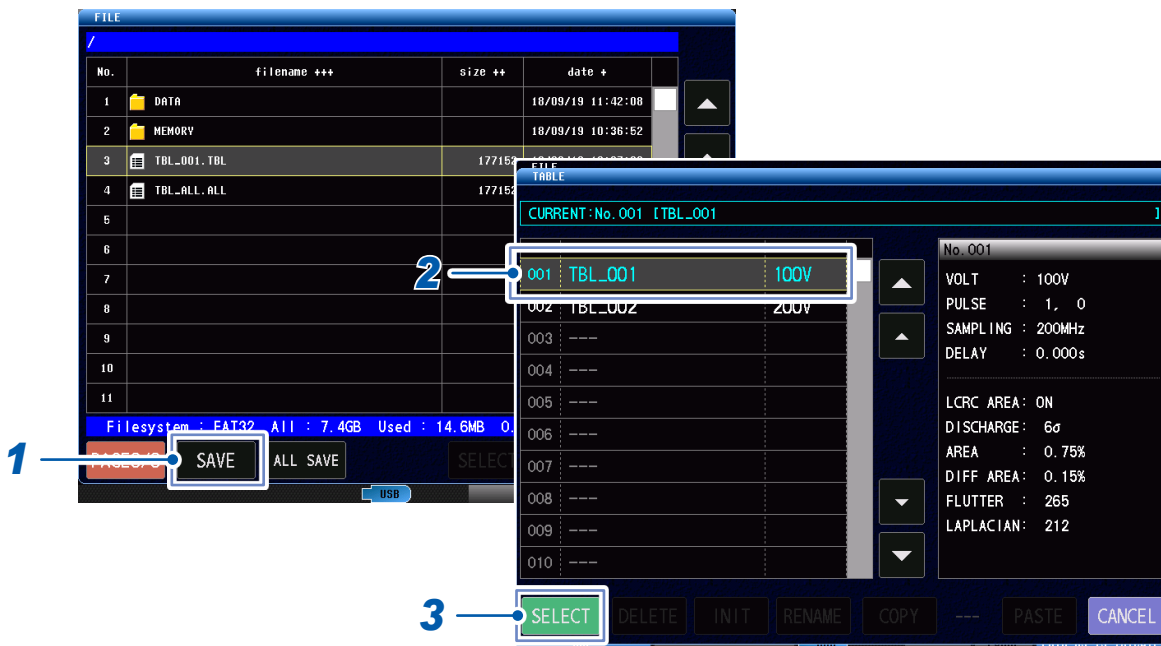 FILE
/
No. filename +++ size ++ date +
1 DATA 18/09/19 11:42:08
2 MEMORY 18/09/19 10:36:52
3 TBL_001.TBL 177152
4 TBL_ALL.ALL 177152
5
6
7
8
9
10
11
Filesystem : FAT32 All : 7.4GB Used : 14.6MB 0.
1
SAVE ALL SAVE SELECT
USB
FILE
TABLE
CURRENT:No.001 [TBL_001 ]
2
001 TBL_001 100V
002 TBL_002 200V
003 ---
004 ---
005 ---
006 ---
007 ---
008 ---
009 ---
010 ---
No.001
VOLT : 100V
PULSE : 1, 0
SAMPLING : 200MHz
DELAY : 0.000s
LCRC AREA: ON
DISCHARGE: 6σ
AREA : 0.75%
DIFF AREA: 0.15%
FLUTTER : 265
LAPLACIAN: 212
3
SELECT DELETE INIT RENAME COPY --- PASTE CANCEL